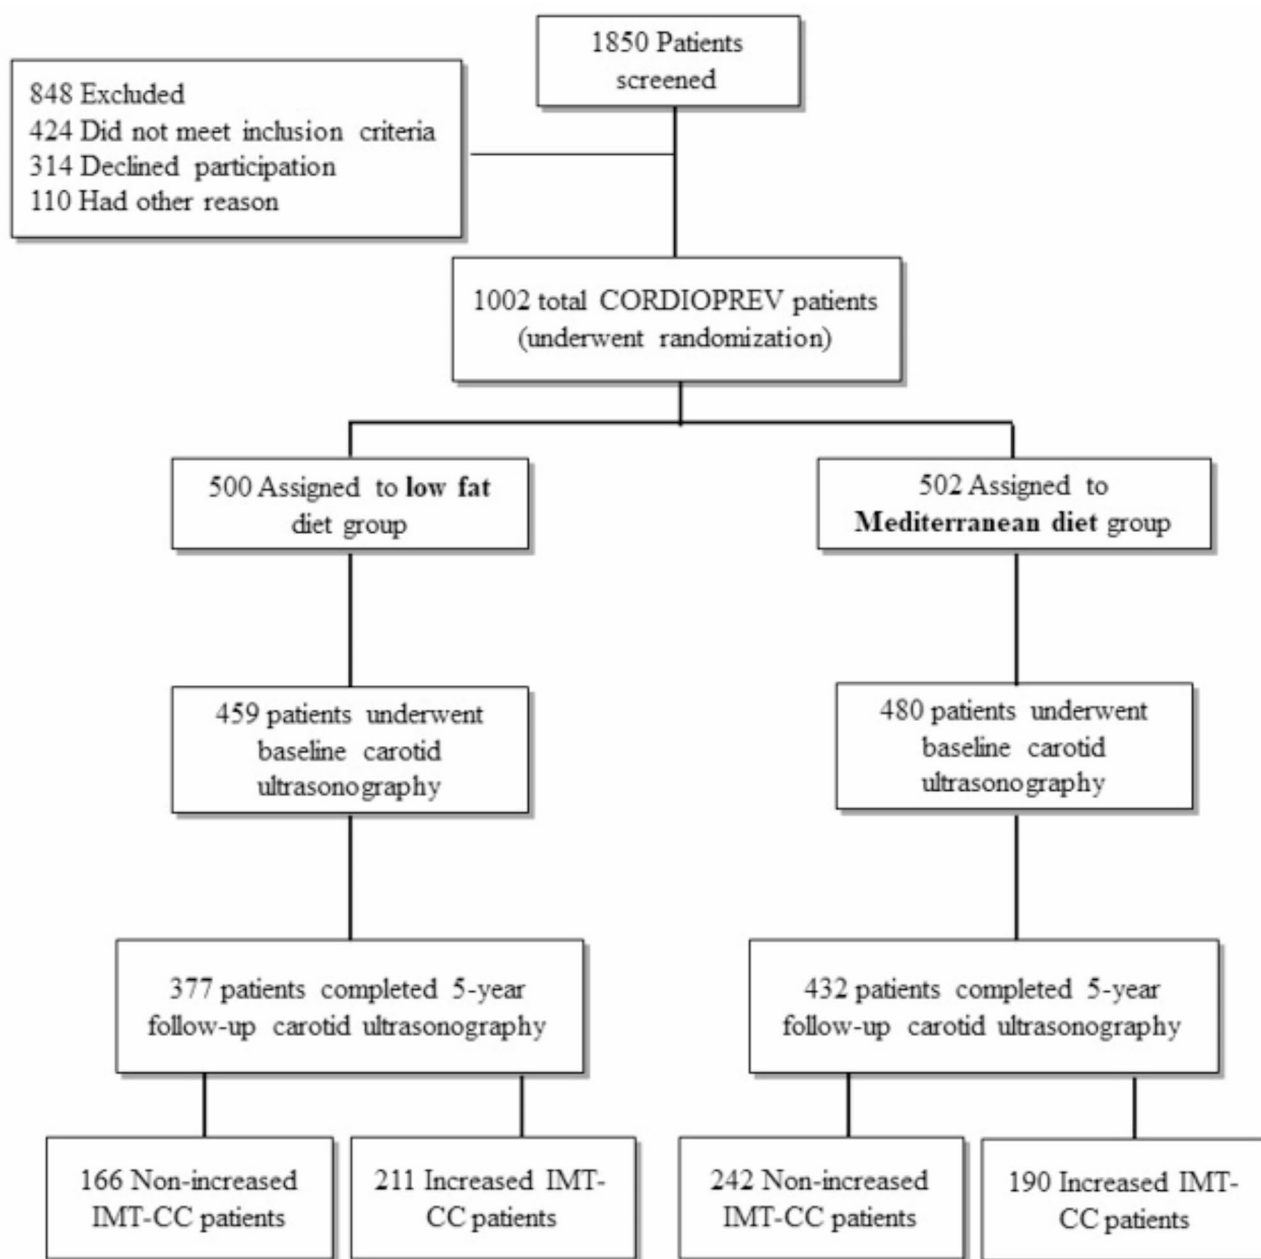 1850 Patients
screened
848 Excluded
424 Did not meet inclusion criteria
314 Declined participation
110 Had other reason
1002 total CORDIOPREV patients
(underwent randomization)
500 Assigned to low fat
diet group
502 Assigned to
Mediterranean diet group
459 patients underwent
baseline carotid
ultrasonography
480 patients underwent
baseline carotid
ultrasonography
377 patients completed 5-year
follow-up carotid ultrasonography
432 patients completed 5-year
follow-up carotid ultrasonography
166 Non-increased
IMT-CC patients
211 Increased IMT-
CC patients
242 Non-increased
IMT-CC patients
190 Increased IMT-
CC patients